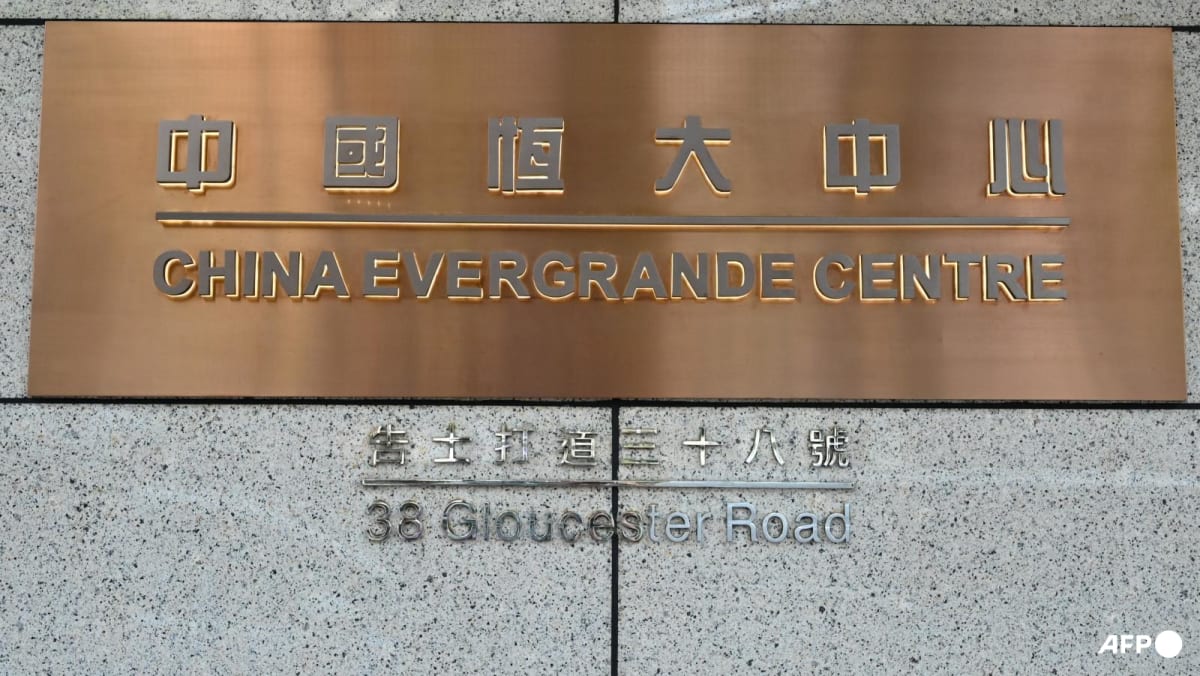 中國恆大中心
CHINA EVERGRANDE CENTRE
告士打道三十八號
38 Gloucester Road
AFP